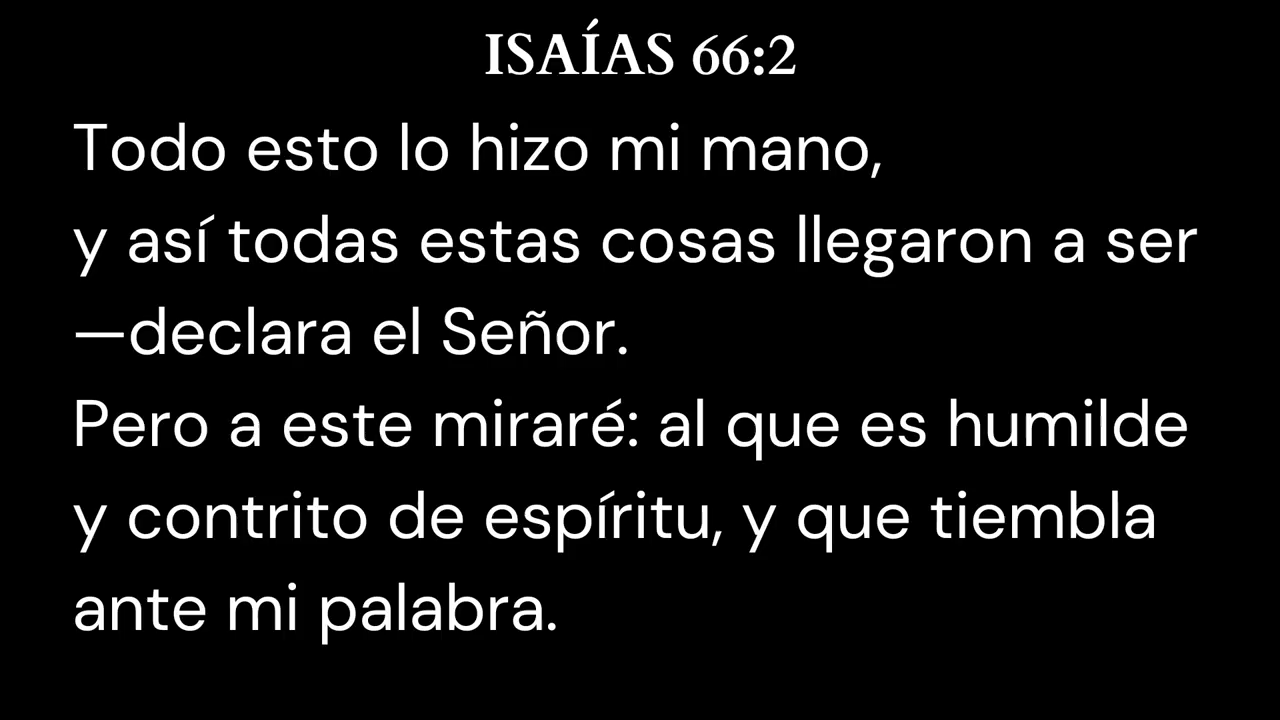 ISAÍAS 66:2
Todo esto lo hizo mi mano,
y así todas estas cosas llegaron a ser
—declara el Señor.
Pero a este miraré: al que es humilde
y contrito de espíritu, y que tiembla
ante mi palabra.